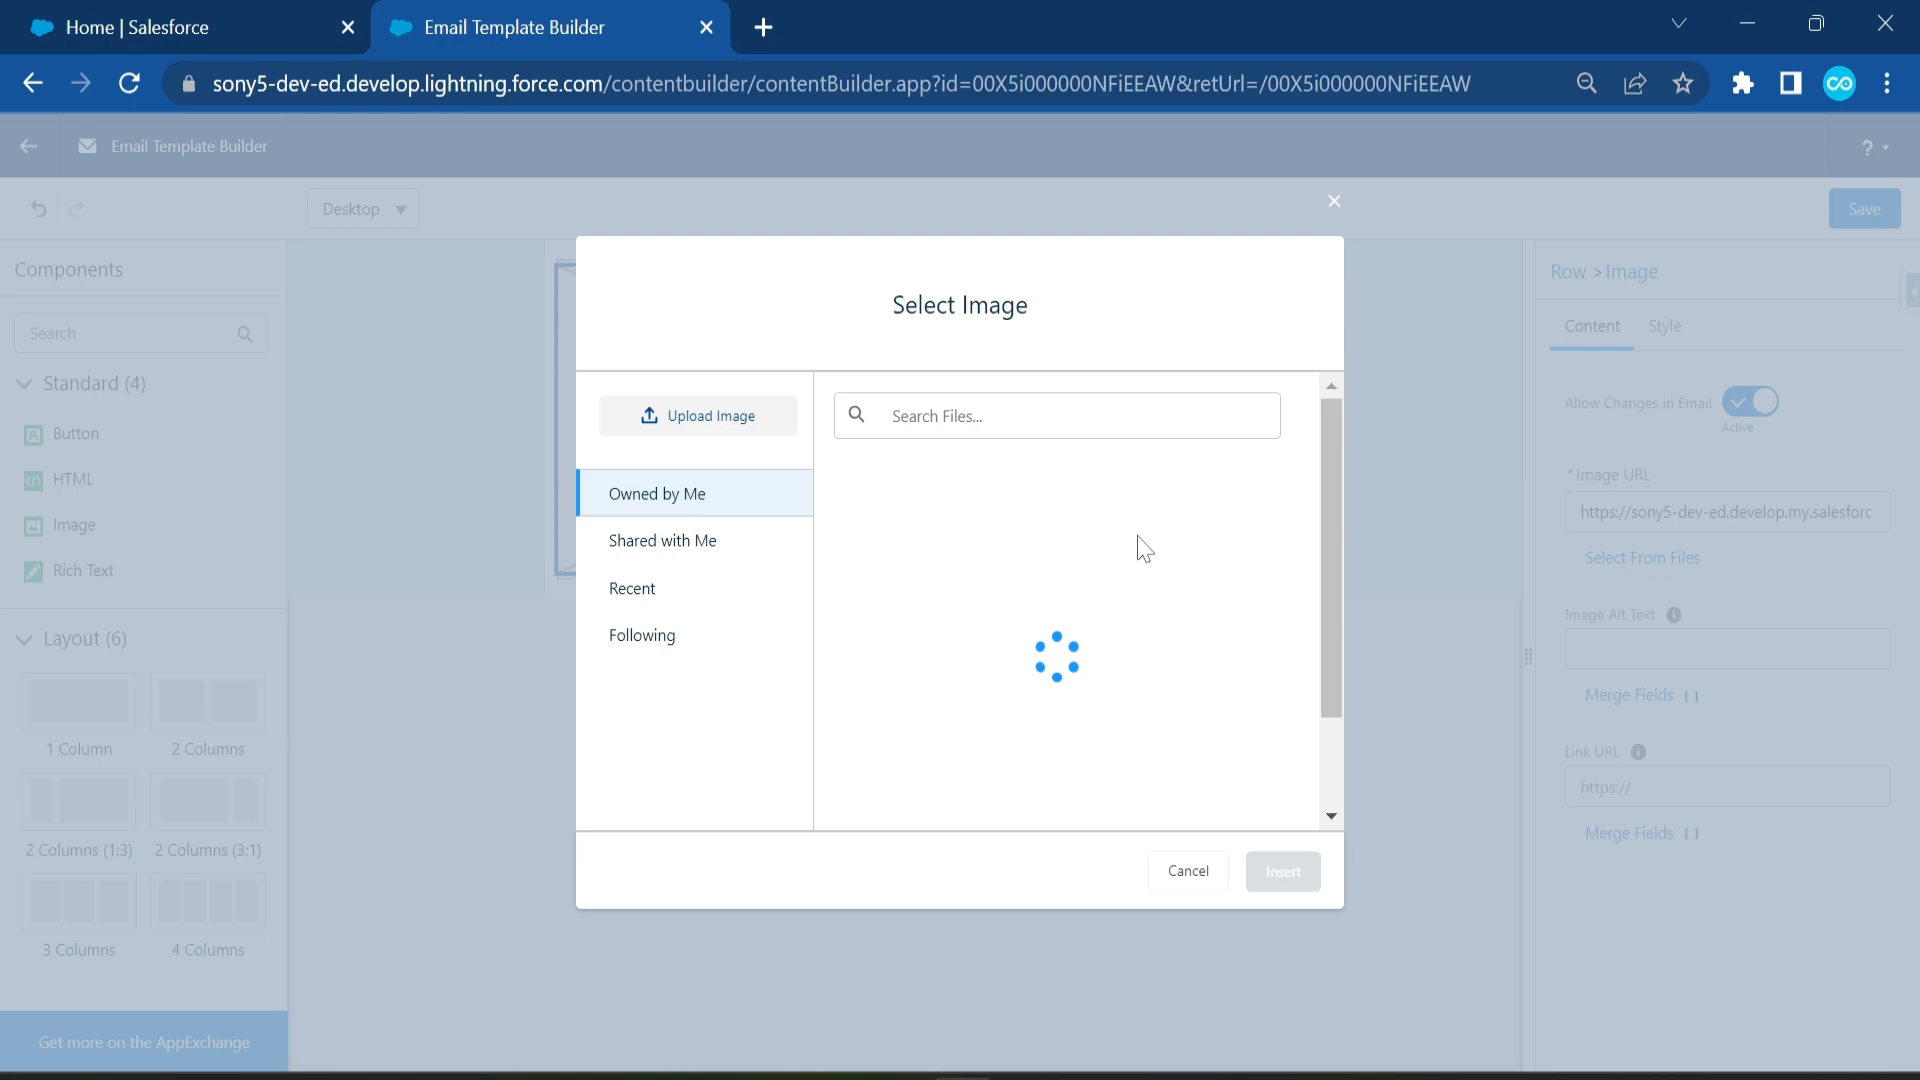 Home | Salesforce
Email Template Builder
sony5-dev-ed.develop.lightning.force.com/contentbuilder/contentBuilder.app?id=00X5i000000NFiEEAW&retUrl=/00X5i000000NFiEEAW
Email Template Builder
?
Desktop
Save
Components
Search
Standard (4)
Button
HTML
Image
Rich Text
Layout (6)
1 Column
2 Columns
2 Columns (1:3)
2 Columns (3:1)
3 Columns
4 Columns
Get more on the AppExchange
Select Image
Upload Image
Search Files...
Owned by Me
Shared with Me
Recent
Following
Cancel
Insert
Row > Image
Content
Style
Allow Changes in Email
Active
* Image URL
https://sony5-dev-ed.develop.my.salesforc
Select From Files
Image Alt Text
Merge Fields { }
Link URL
https://
Merge Fields { }